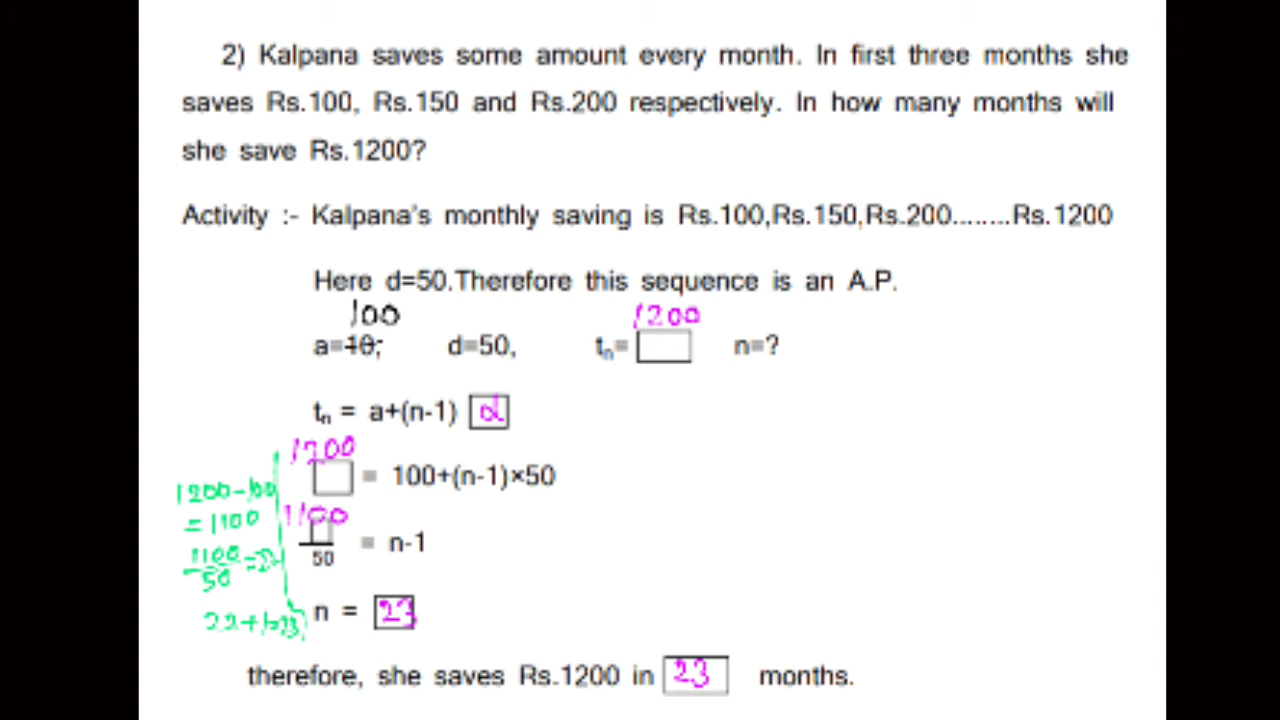 2) Kalpana saves some amount every month. In first three months she
saves Rs.100, Rs.150 and Rs.200 respectively. In how many months will
she save Rs.1200?
Activity :- Kalpana's monthly saving is Rs.100,Rs.150,Rs.200........Rs.1200
Here d=50.Therefore this sequence is an A.P.
100 1200
a=10; d=50, tn= n=?
tn = a+(n-1) d
1200
= 100+(n-1)×50
1200-100
=1100
1100
= n-1
50
1100/50 =22
n = 23
22+1=23
therefore, she saves Rs.1200 in 23 months.